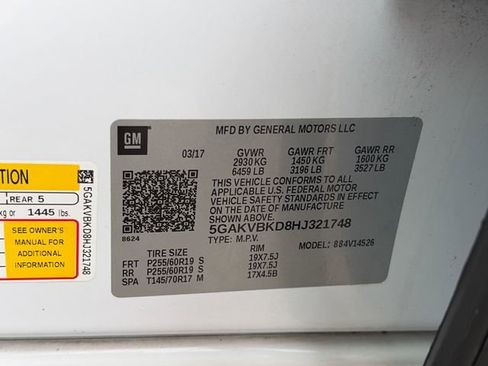 TION
REAR 5
kg or 1445 lbs.
SEE OWNER'S
MANUAL FOR
ADDITIONAL
INFORMATION
5GAKVBKD8HJ321748
GM
MFD BY GENERAL MOTORS LLC
03/17 GVWR GAWR FRT GAWR RR
2930 KG 1450 KG 1600 KG
6459 LB 3196 LB 3527 LB
THIS VEHICLE CONFORMS TO ALL
APPLICABLE U.S. FEDERAL MOTOR
VEHICLE SAFETY STANDARDS IN EFFECT
ON THE DATE OF MANUFACTURE
SHOWN ABOVE.
8624
5GAKVBKD8HJ321748
TYPE: M.P.V. MODEL: 884V14526
TIRE SIZE RIM
FRT P255/60R19 S 19X7.5J
RR P255/60R19 S 19X7.5J
SPA T145/70R17 M 17X4.5B